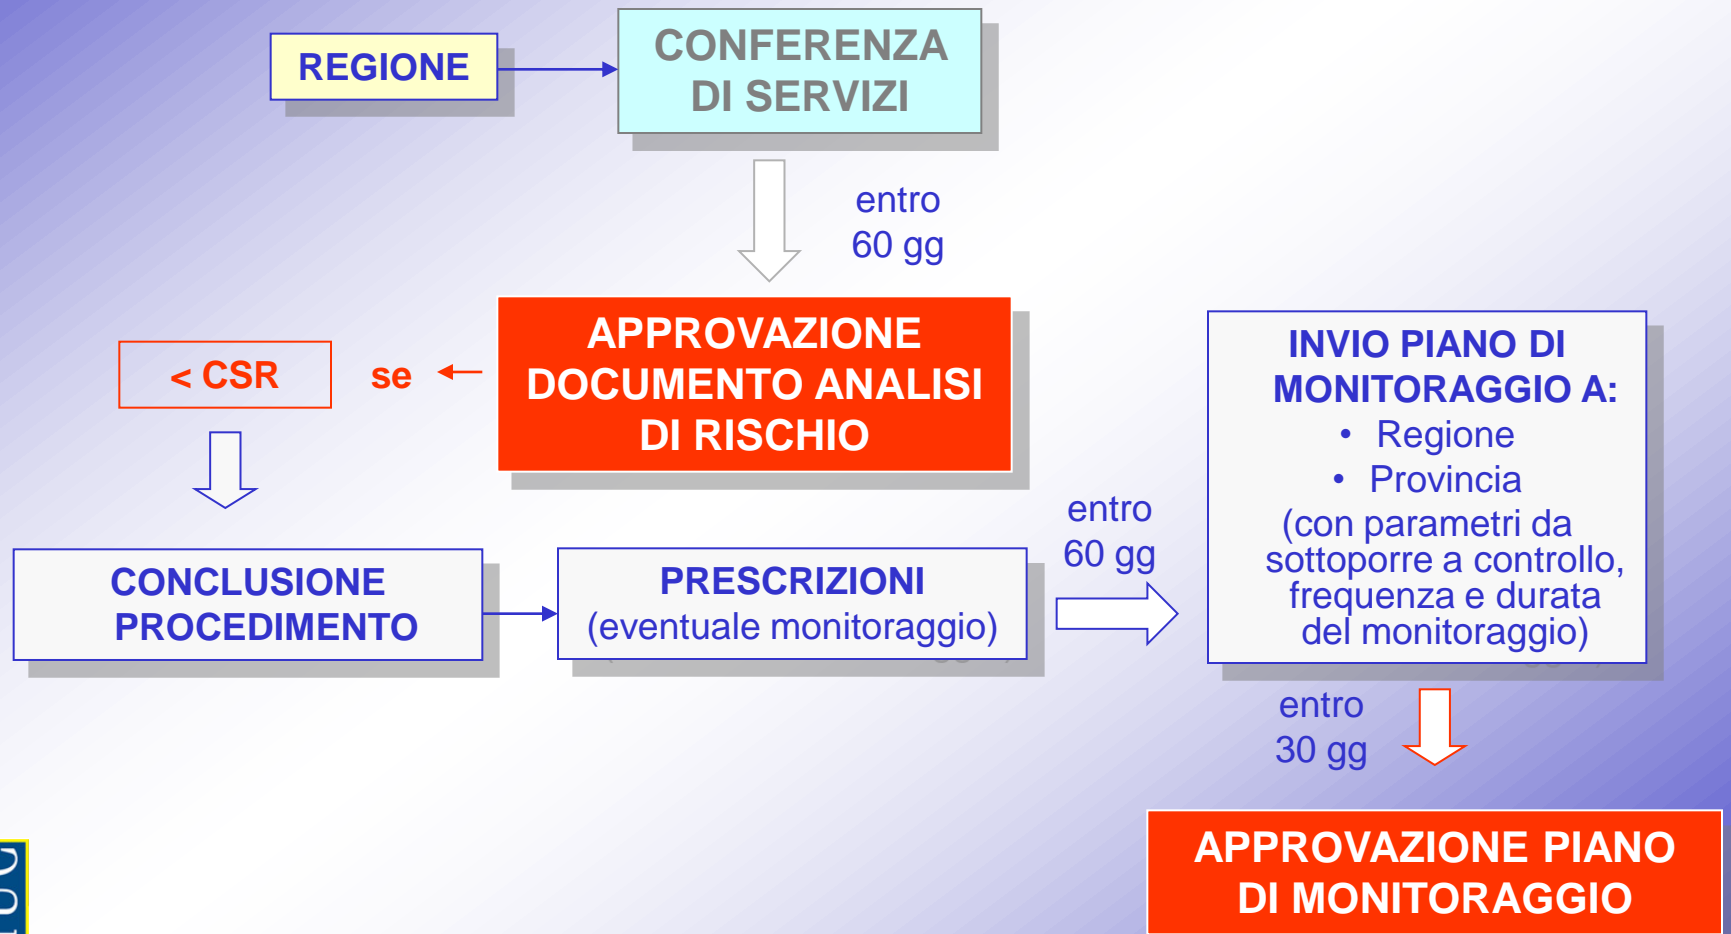 REGIONE
CONFERENZA
DI SERVIZI
entro
60 gg
APPROVAZIONE
DOCUMENTO ANALISI
DI RISCHIO
se
< CSR
CONCLUSIONE
PROCEDIMENTO
PRESCRIZIONI
(eventuale monitoraggio)
entro
60 gg
INVIO PIANO DI
MONITORAGGIO A:
• Regione
• Provincia
(con parametri da
sottoporre a controllo,
frequenza e durata
del monitoraggio)
entro
30 gg
APPROVAZIONE PIANO
DI MONITORAGGIO